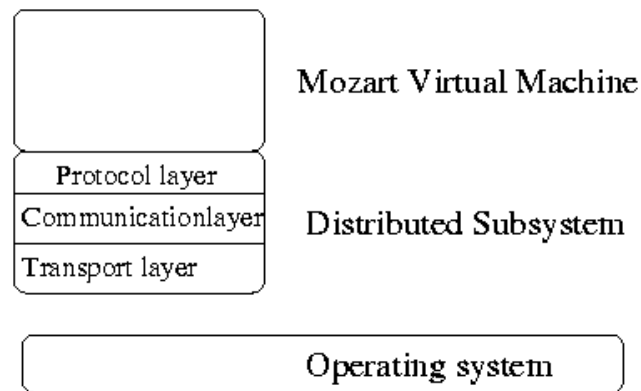 Mozart Virtual Machine
Protocol layer
Communicationlayer
Distributed Subsystem
Transport layer
Operating system